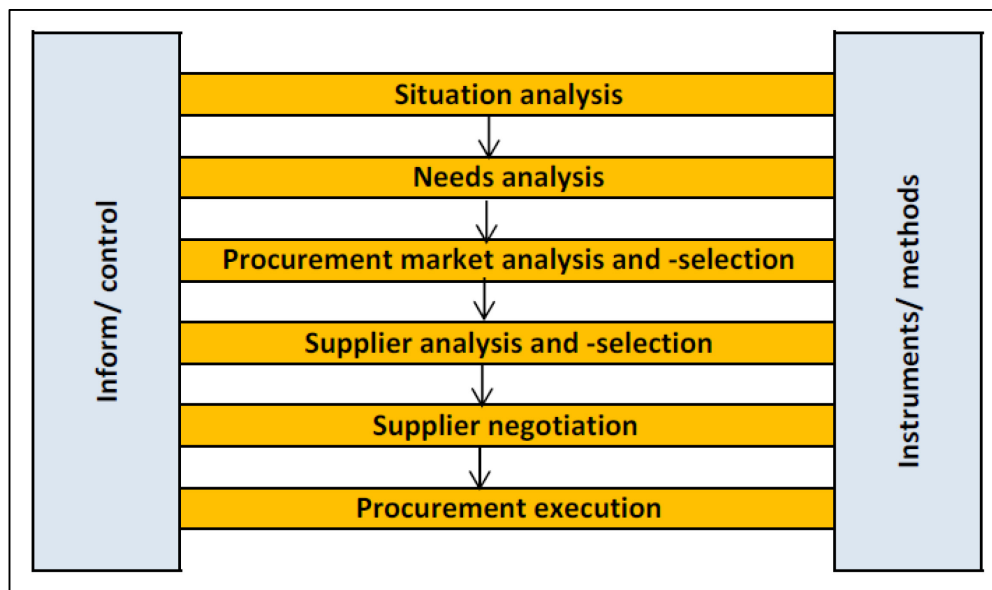 Inform/ control
Situation analysis
Needs analysis
Procurement market analysis and -selection
Supplier analysis and -selection
Supplier negotiation
Procurement execution
Instruments/ methods